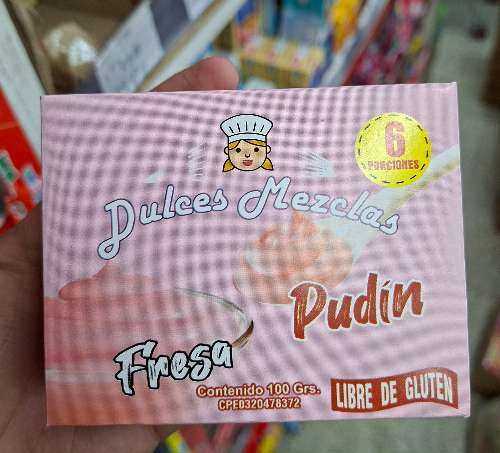 6
PORCIONES
Dulces Mezclas
Pudín
Fresa
Contenido 100 Grs.
CPE0320478372
LIBRE DE GLUTEN